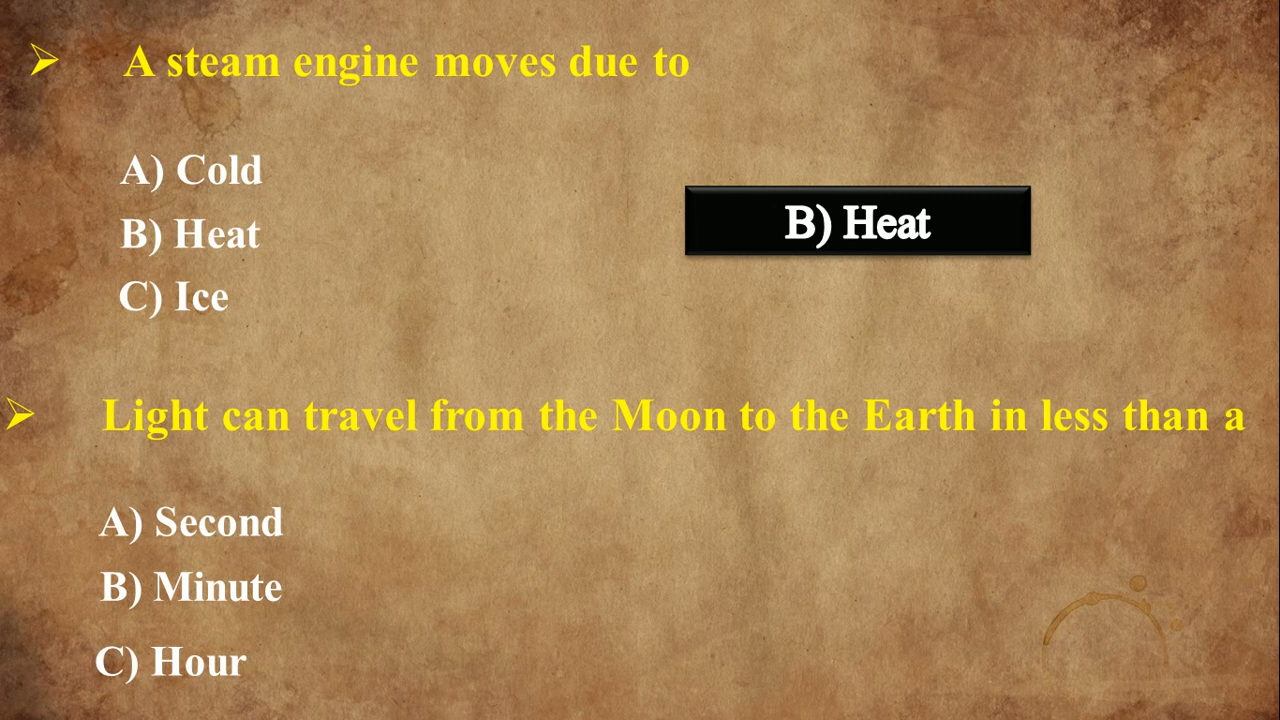 ➢ A steam engine moves due to
A) Cold
B) Heat
B) Heat
C) Ice
➢ Light can travel from the Moon to the Earth in less than a
A) Second
B) Minute
C) Hour